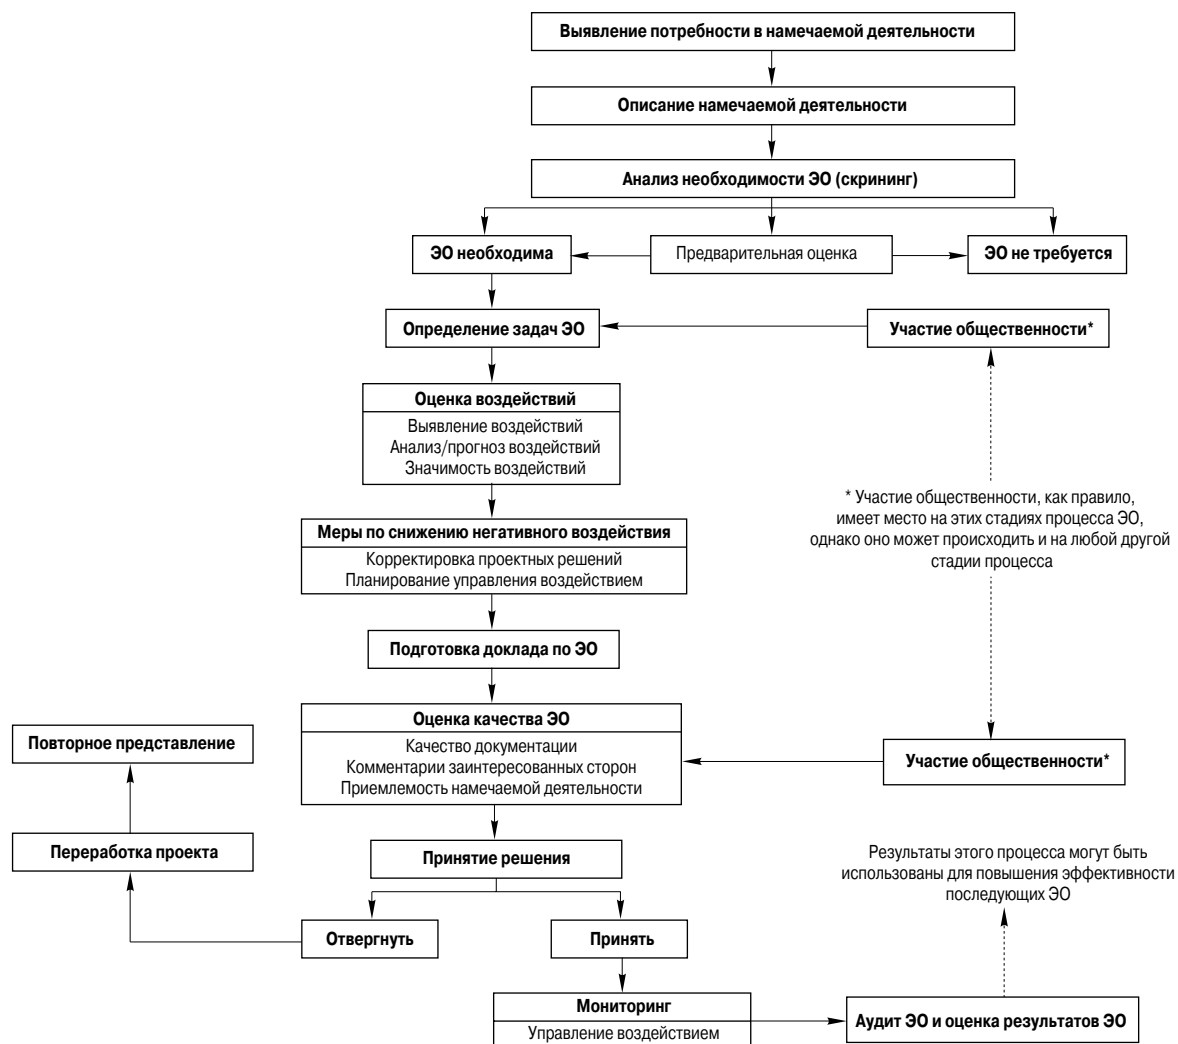 Выявление потребности в намечаемой деятельности
Описание намечаемой деятельности
Анализ необходимости ЭО (скрининг)
ЭО необходима
Предварительная оценка
ЭО не требуется
Определение задач ЭО
Участие общественности*
Оценка воздействий
Выявление воздействий
Анализ/прогноз воздействий
Значимость воздействий
* Участие общественности, как правило,
имеет место на этих стадиях процесса ЭО,
однако оно может происходить и на любой другой
стадии процесса
Меры по снижению негативного воздействия
Корректировка проектных решений
Планирование управления воздействием
Подготовка доклада по ЭО
Оценка качества ЭО
Качество документации
Комментарии заинтересованных сторон
Приемлемость намечаемой деятельности
Повторное представление
Участие общественности*
Переработка проекта
Принятие решения
Результаты этого процесса могут быть
использованы для повышения эффективности
последующих ЭО
Отвергнуть
Принять
Мониторинг
Управление воздействием
Аудит ЭО и оценка результатов ЭО